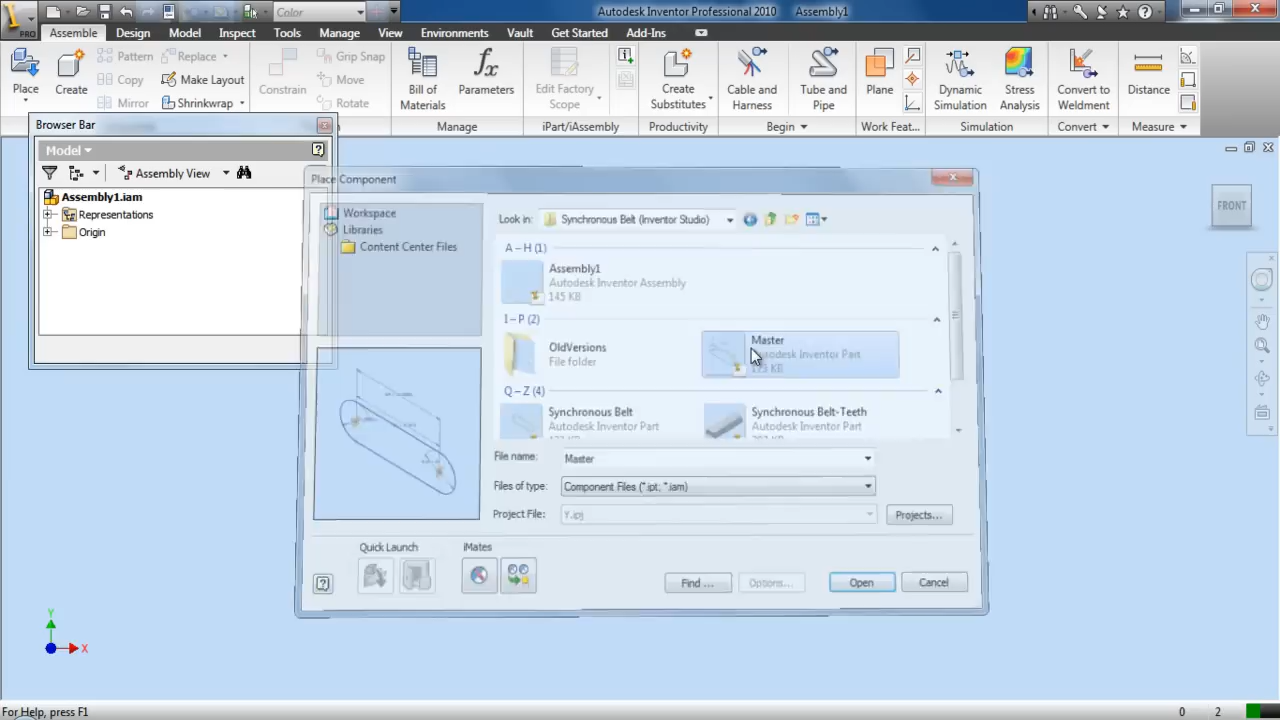 Color
Autodesk Inventor Professional 2010 Assembly1
PRO
Assemble Design Model Inspect Tools Manage View Environments Vault Get Started Add-Ins
Place
Create
Pattern
Copy
Mirror
Replace
Make Layout
Shrinkwrap
Constrain
Grip Snap
Move
Rotate
Bill of
Materials
Parameters
Edit Factory
Scope
Create
Substitutes
Cable and
Harness
Tube and
Pipe
Plane
Dynamic
Simulation
Stress
Analysis
Convert to
Weldment
Distance
Manage
iPart/iAssembly
Productivity
Begin
Work Feat...
Simulation
Convert
Measure
Browser Bar
Model
Assembly View
Assembly1.iam
Representations
Origin
Place Component
Workspace
Libraries
Content Center Files
Look in: Synchronous Belt (Inventor Studio)
A – H (1)
Assembly1
Autodesk Inventor Assembly
145 KB
I – P (2)
OldVersions
File folder
Master
Autodesk Inventor Part
123 KB
Q – Z (4)
Synchronous Belt
Autodesk Inventor Part
Synchronous Belt-Teeth
Autodesk Inventor Part
File name: Master
Files of type: Component Files (*.ipt; *.iam)
Project File: Y.ipj
Projects...
Quick Launch
iMates
Find ...
Options...
Open
Cancel
FRONT
Y
X
For Help, press F1
0 2